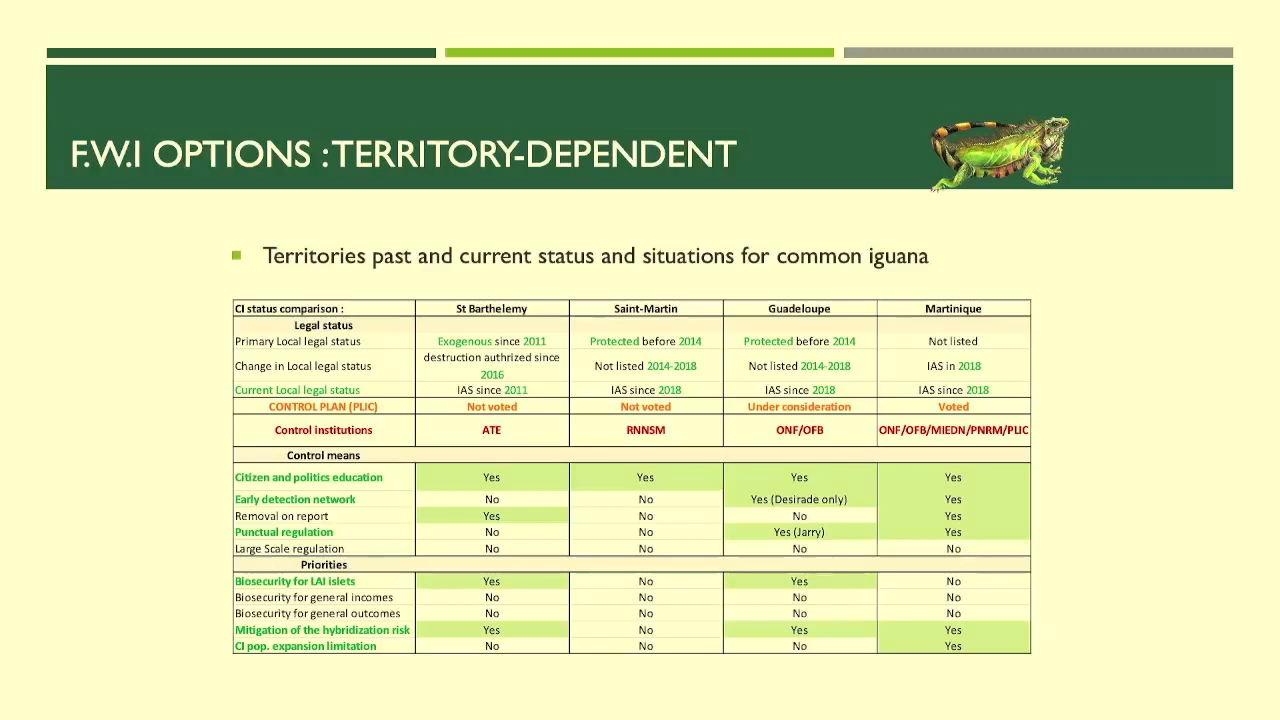 F.W.I OPTIONS : TERRITORY-DEPENDENT
Territories past and current status and situations for common iguana
CI status comparison : St Barthelemy Saint-Martin Guadeloupe Martinique
Legal status
Primary Local legal status Exogenous since 2011 Protected before 2014 Protected before 2014 Not listed
Change in Local legal status destruction authrized since 2016 Not listed 2014-2018 Not listed 2014-2018 IAS in 2018
Current Local legal status IAS since 2011 IAS since 2018 IAS since 2018 IAS since 2018
CONTROL PLAN (PLIC) Not voted Not voted Under consideration Voted
Control institutions ATE RNNSM ONF/OFB ONF/OFB/MIEDN/PNRM/PLIC
Control means
Citizen and politics education Yes Yes Yes Yes
Early detection network No No Yes (Desirade only) Yes
Removal on report Yes No No Yes
Punctual regulation No No Yes (Jarry) Yes
Large Scale regulation No No No No
Priorities
Biosecurity for LAI islets Yes No Yes No
Biosecurity for general incomes No No No No
Biosecurity for general outcomes No No No No
Mitigation of the hybridization risk Yes No Yes Yes
CI pop. expansion limitation No No No Yes